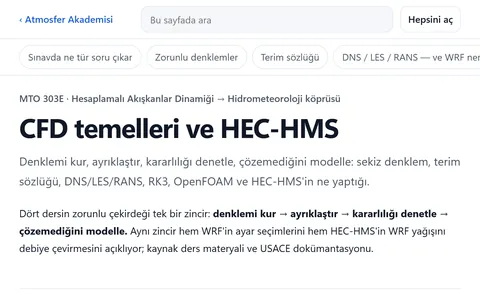 ‹ Atmosfer Akademisi
Bu sayfada ara
Hepsini aç
Sınavda ne tür soru çıkar
Zorunlu denklemler
Terim sözlüğü
DNS / LES / RANS — ve WRF ner
MTO 303E · Hesaplamalı Akışkanlar Dinamiği → Hidrometeoroloji köprüsü
CFD temelleri ve HEC-HMS
Denklemi kur, ayrıklaştır, kararlılığı denetle, çözemediğini modelle: sekiz denklem, terim
sözlüğü, DNS/LES/RANS, RK3, OpenFOAM ve HEC-HMS'in ne yaptığı.
Dört dersin zorunlu çekirdeği tek bir zincir: denklemi kur → ayrıklaştır → kararlılığı denetle →
çözemediğini modelle. Aynı zincir hem WRF'in ayar seçimlerini hem HEC-HMS'in WRF yağışını
debiye çevirmesini açıklıyor; kaynak ders materyali ve USACE dokümantasyonu.